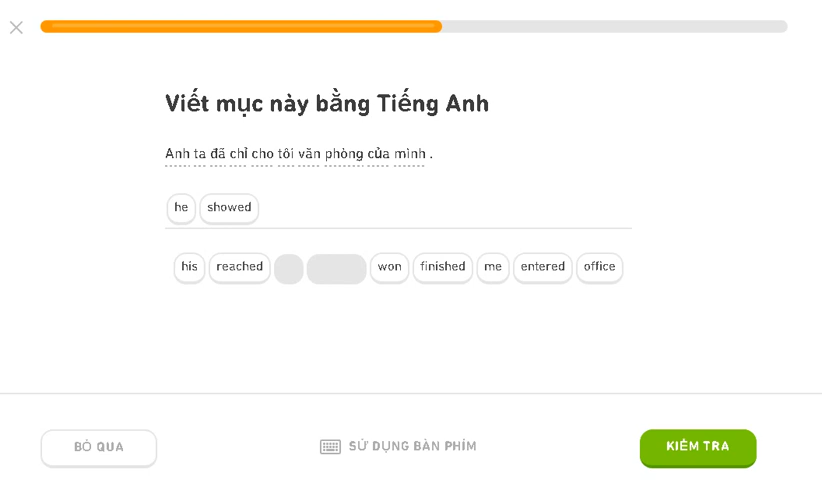 Viết mục này bằng Tiếng Anh
Anh ta đã chỉ cho tôi văn phòng của mình .
he showed
his reached won finished me entered office
BỎ QUA SỬ DỤNG BÀN PHÍM KIỂM TRA